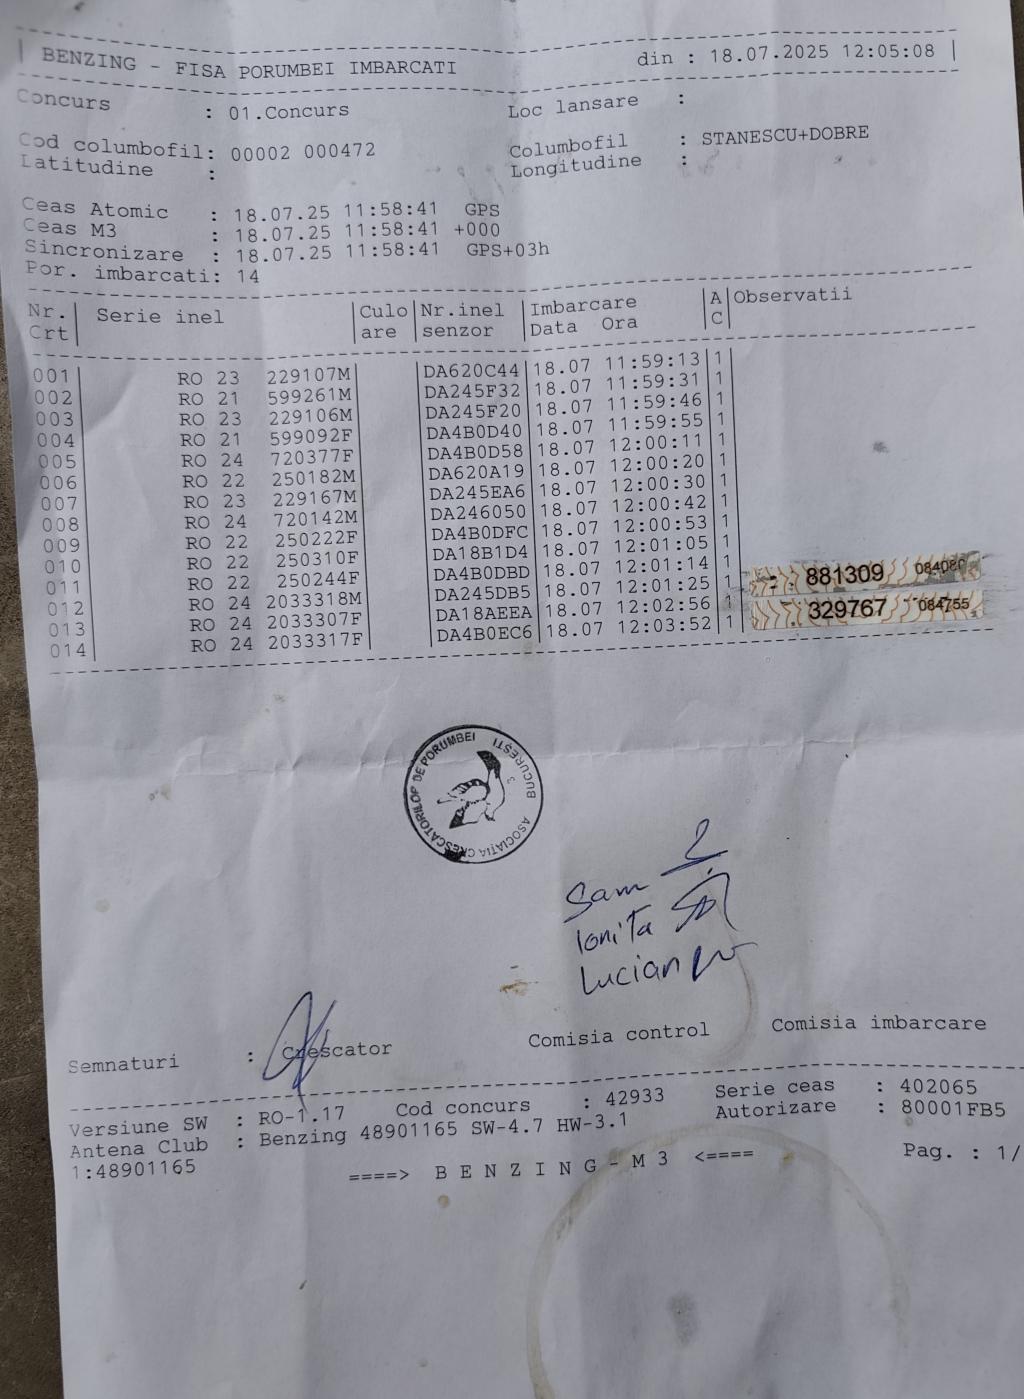 BENZING - FISA PORUMBEI IMBARCATI din : 18.07.2025 12:05:08
Concurs : 01.Concurs Loc lansare :
Cod columbofil: 00002 000472 Columbofil : STANESCU+DOBRE
Latitudine : Longitudine :
Ceas Atomic : 18.07.25 11:58:41 GPS
Ceas M3 : 18.07.25 11:58:41 +000
Sincronizare : 18.07.25 11:58:41 GPS+03h
Por. imbarcati: 14
Nr. Serie inel Culo Nr.inel Imbarcare A Observatii
Crt are senzor Data Ora C
001 RO 23 229107M DA620C44 18.07 11:59:13 1
002 RO 21 599261M DA245F32 18.07 11:59:31 1
003 RO 23 229106M DA245F20 18.07 11:59:46 1
004 RO 21 599092F DA4B0D40 18.07 11:59:55 1
005 RO 24 720377F DA4B0D58 18.07 12:00:11 1
006 RO 22 250182M DA620A19 18.07 12:00:20 1
007 RO 23 229167M DA245EA6 18.07 12:00:30 1
008 RO 24 720142M DA246050 18.07 12:00:42 1
009 RO 22 250222F DA4B0DFC 18.07 12:00:53 1
010 RO 22 250310F DA18B1D4 18.07 12:01:05 1
011 RO 22 250244F DA4B0DBD 18.07 12:01:14 1
012 RO 24 2033318M DA245DB5 18.07 12:01:25 1 881309
013 RO 24 2033307F DA18AEEA 18.07 12:02:56 1 329767 084755
014 RO 24 2033317F DA4B0EC6 18.07 12:03:52 1
ASOCIAȚIA CRESCĂTORILOR DE PORUMBEI BUCUREȘTI 3
Sam
Ionita
Lucian
Semnaturi : Crescator Comisia control Comisia imbarcare
Versiune SW : RO-1.17 Cod concurs : 42933 Serie ceas : 402065
Antena Club : Benzing 48901165 SW-4.7 HW-3.1 Autorizare : 80001FB5
1:48901165 ====> B E N Z I N G - M 3 <==== Pag. : 1/